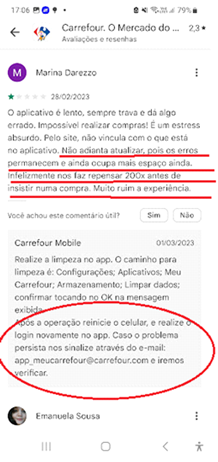 17:06
79%
Carrefour. O Mercado do ...
2,3★
Avaliações e resenhas
M
Marina Darezzo
28/02/2023
O aplicativo é lento, sempre trava e dá algo
errado. Impossível realizar compras! É um estress
absurdo. Pelo site, não vincula com o que está
no aplicativo. Não adianta atualizar, pois os erros
permanecem e ainda ocupa mais espaço ainda.
Infelizmente nos faz repensar 200x antes de
insistir numa compra. Muito ruim a experiência.
Você achou este comentário útil?
Sim
Não
Carrefour Mobile
01/03/2023
Realize a limpeza no app. O caminho para
limpeza é: Configurações; Aplicativos; Meu
Carrefour; Armazenamento; Limpar dados;
confirmar tocando no OK na mensagem
exibida.
Após a operação reinicie o celular, e realize o
login novamente no app. Caso o problema
persista nos sinalize através do e-mail:
app_meucarrefour@carrefour.com e iremos
verificar.
Emanuela Sousa